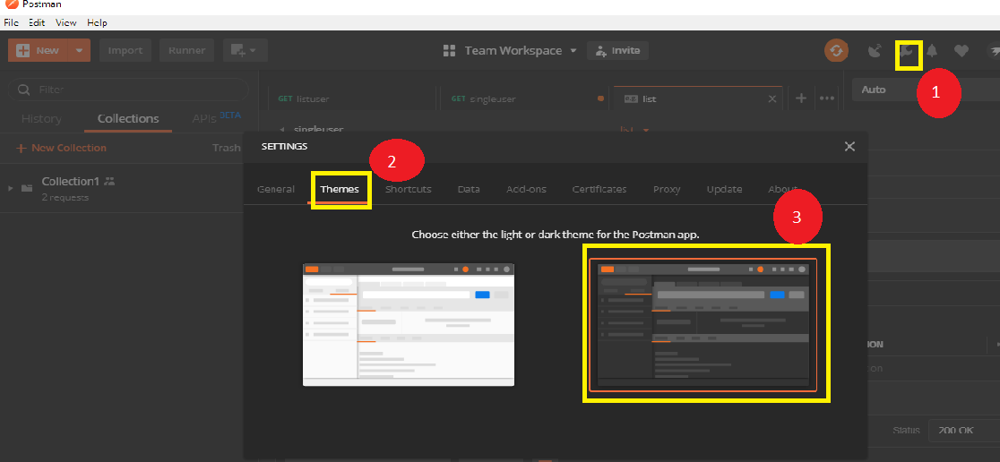 Postman
File Edit View Help
New Import Runner Team Workspace Invite
Filter
GET listuser GET singleuser list
Auto
1
History Collections APIs BETA
singleuser
New Collection Trash
SETTINGS
2
Collection1
2 requests
General Themes Shortcuts Data Add-ons Certificates Proxy Update About
3
Choose either the light or dark theme for the Postman app.
Status 200 OK